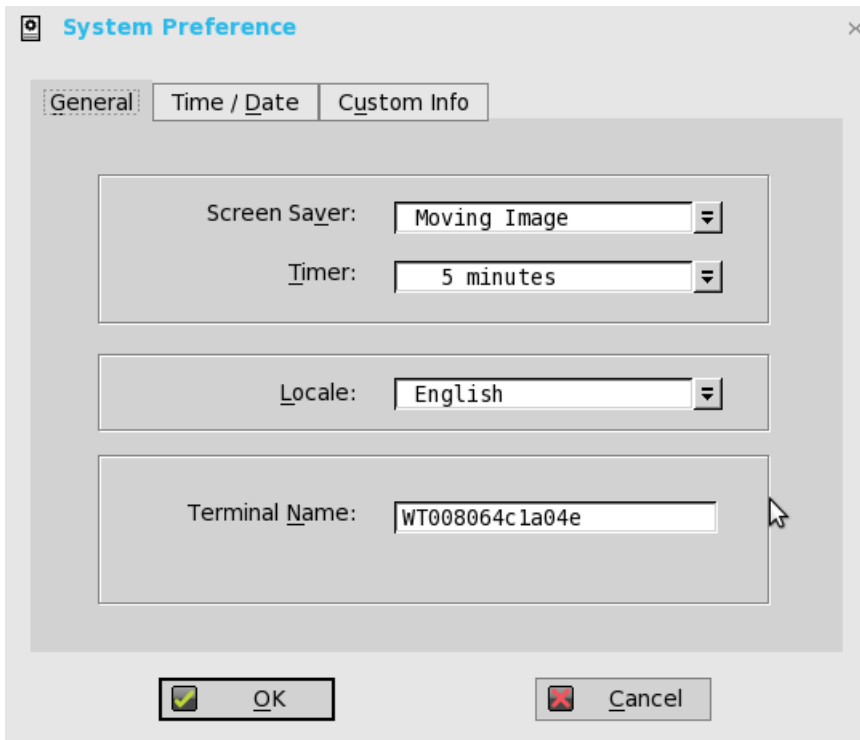 System Preference
General Time / Date Custom Info
Screen Saver: Moving Image
Timer: 5 minutes
Locale: English
Terminal Name: WT008064c1a04e
OK Cancel